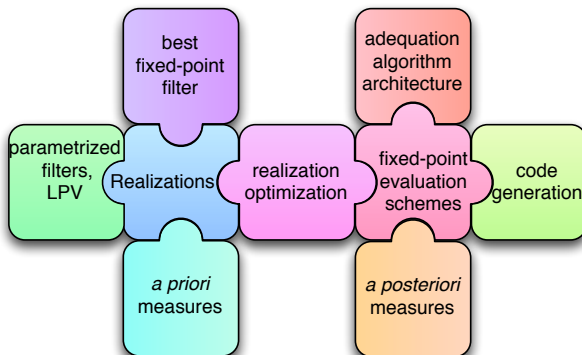 best
fixed-point
filter
adequation
algorithm
architecture
parametrized
filters,
LPV
Realizations
realization
optimization
fixed-point
evaluation
schemes
code
generation
a priori
measures
a posteriori
measures